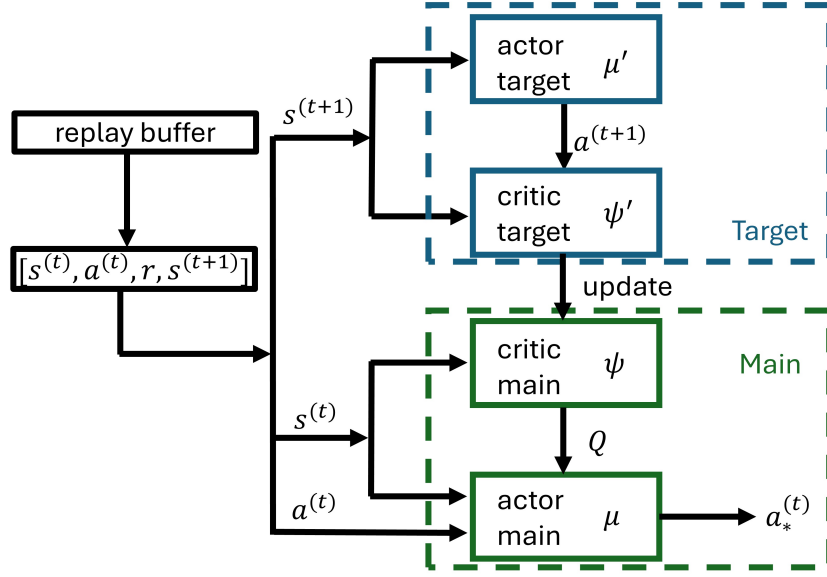 replay buffer
[s^(t), a^(t), r, s^(t+1)]
s^(t+1)
actor
target μ′
a^(t+1)
critic
target ψ′
Target
update
critic
main ψ
Main
s^(t)
Q
a^(t)
actor
main μ
a_*^(t)